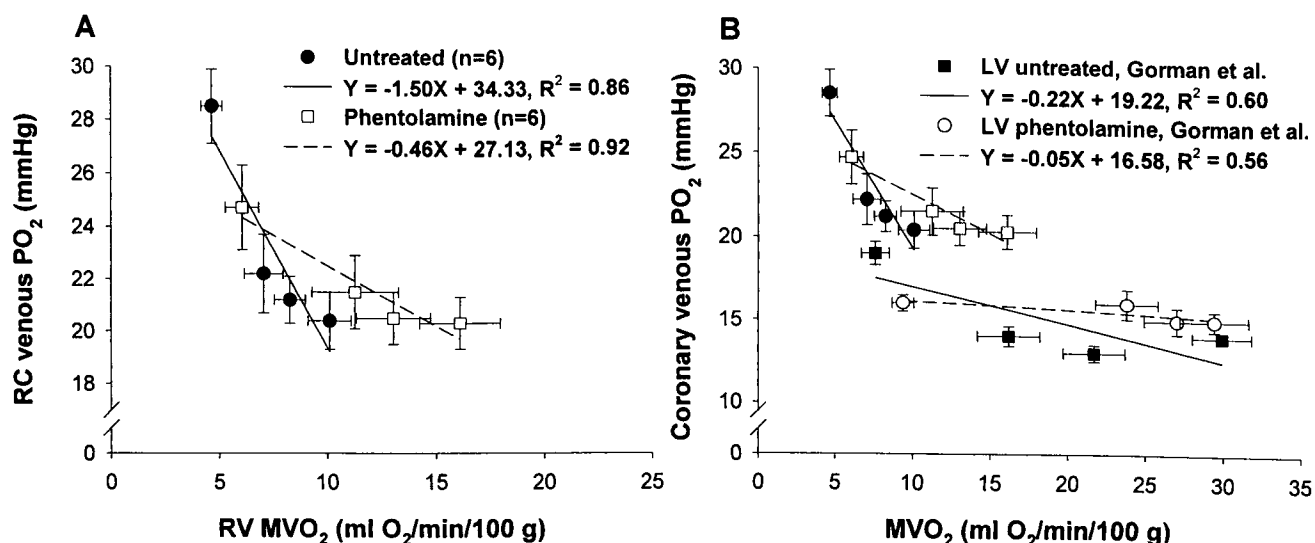 A
Untreated (n=6)
Y = -1.50X + 34.33, R² = 0.86
Phentolamine (n=6)
Y = -0.46X + 27.13, R² = 0.92
RC venous PO₂ (mmHg)
30
28
26
24
22
20
18
0
0 5 10 15 20 25
RV MVO₂ (ml O₂/min/100 g)
B
LV untreated, Gorman et al.
Y = -0.22X + 19.22, R² = 0.60
LV phentolamine, Gorman et al.
Y = -0.05X + 16.58, R² = 0.56
Coronary venous PO₂ (mmHg)
30
25
20
15
10
0
0 5 10 15 20 25 30 35
MVO₂ (ml O₂/min/100 g)